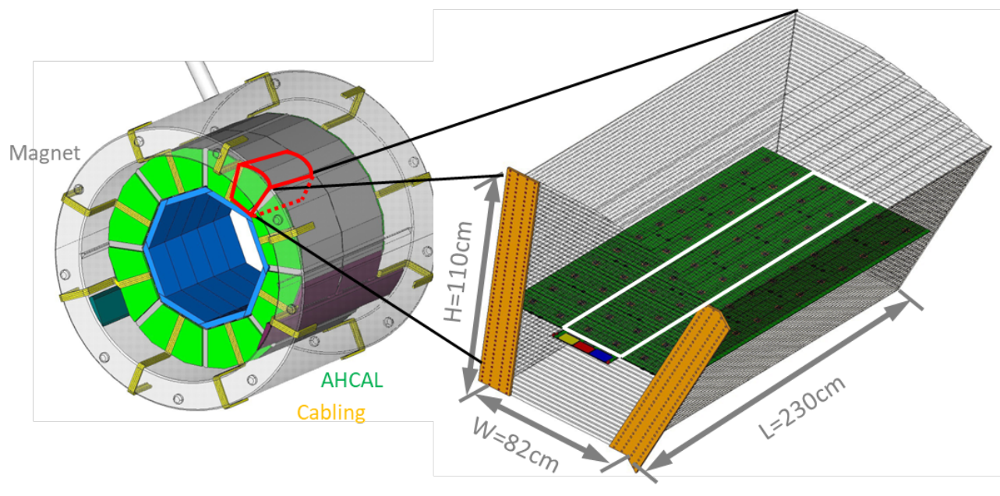 Magnet
AHCAL
Cabling
H=110cm
W=82cm
L=230cm